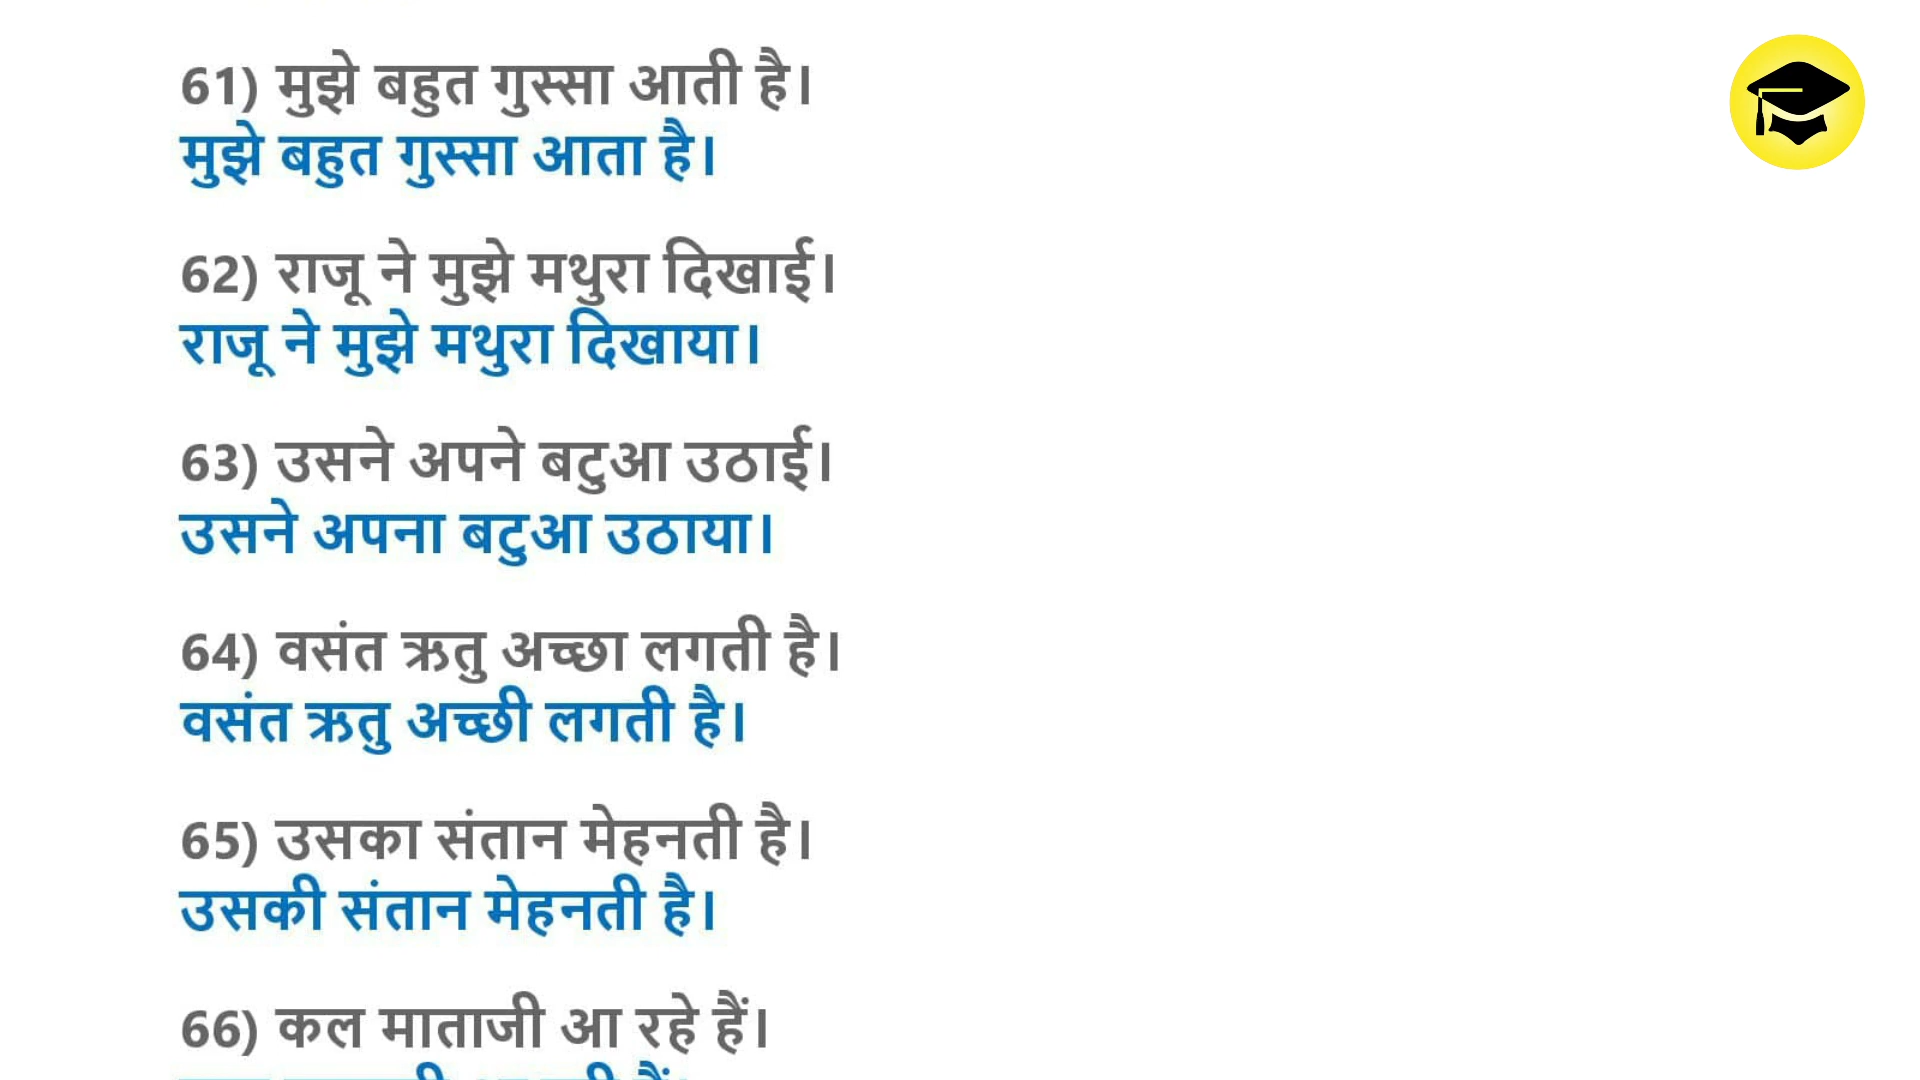 61) मुझे बहुत गुस्सा आती है।
मुझे बहुत गुस्सा आता है।
62) राजू ने मुझे मथुरा दिखाई।
राजू ने मुझे मथुरा दिखाया।
63) उसने अपने बटुआ उठाई।
उसने अपना बटुआ उठाया।
64) वसंत ऋतु अच्छा लगती है।
वसंत ऋतु अच्छी लगती है।
65) उसका संतान मेहनती है।
उसकी संतान मेहनती है।
66) कल माताजी आ रहे हैं।